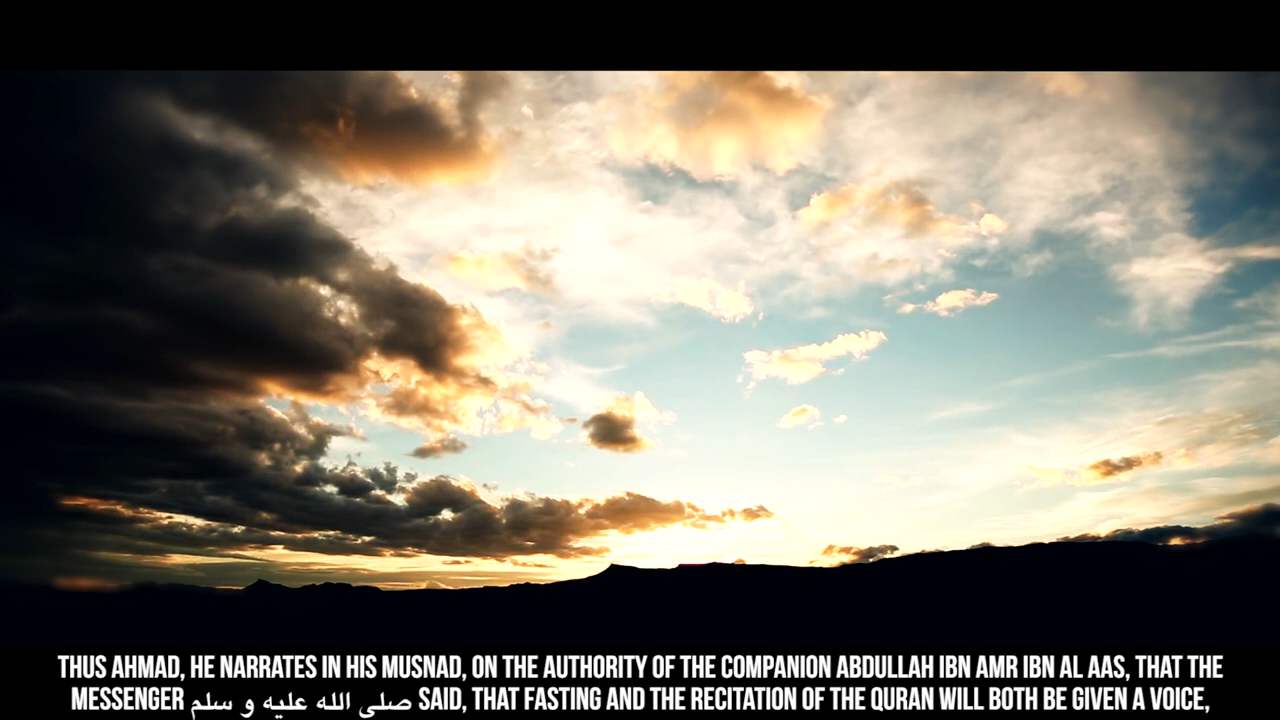 THUS AHMAD, HE NARRATES IN HIS MUSNAD, ON THE AUTHORITY OF THE COMPANION ABDULLAH IBN AMR IBN AL AAS, THAT THE
MESSENGER صلى الله عليه و سلم SAID, THAT FASTING AND THE RECITATION OF THE QURAN WILL BOTH BE GIVEN A VOICE,